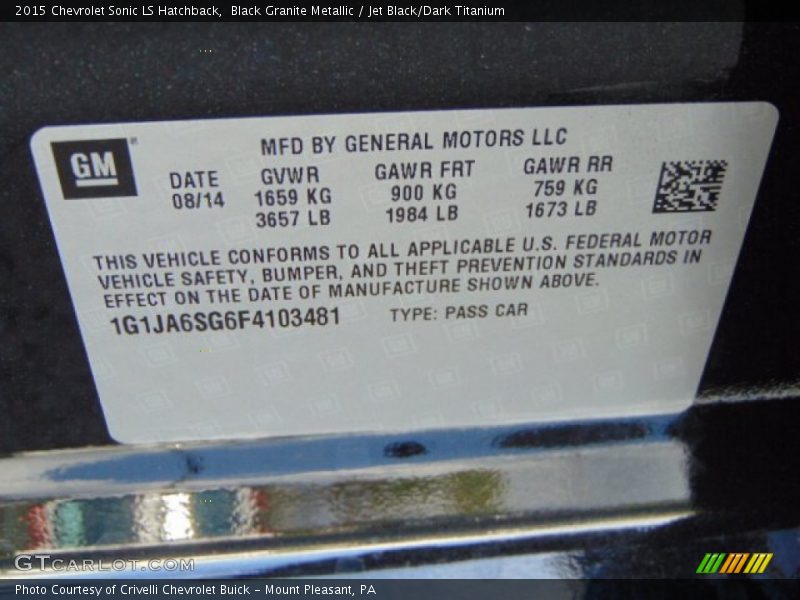 2015 Chevrolet Sonic LS Hatchback,  Black Granite Metallic / Jet Black/Dark Titanium
MFD BY GENERAL MOTORS LLC
GM
DATE GVWR GAWR FRT GAWR RR
08/14 1659 KG 900 KG 759 KG
3657 LB 1984 LB 1673 LB
THIS VEHICLE CONFORMS TO ALL APPLICABLE U.S. FEDERAL MOTOR
VEHICLE SAFETY, BUMPER, AND THEFT PREVENTION STANDARDS IN
EFFECT ON THE DATE OF MANUFACTURE SHOWN ABOVE.
1G1JA6SG6F4103481 TYPE: PASS CAR
GTCARLOT.COM
Photo Courtesy of Crivelli Chevrolet Buick - Mount Pleasant, PA